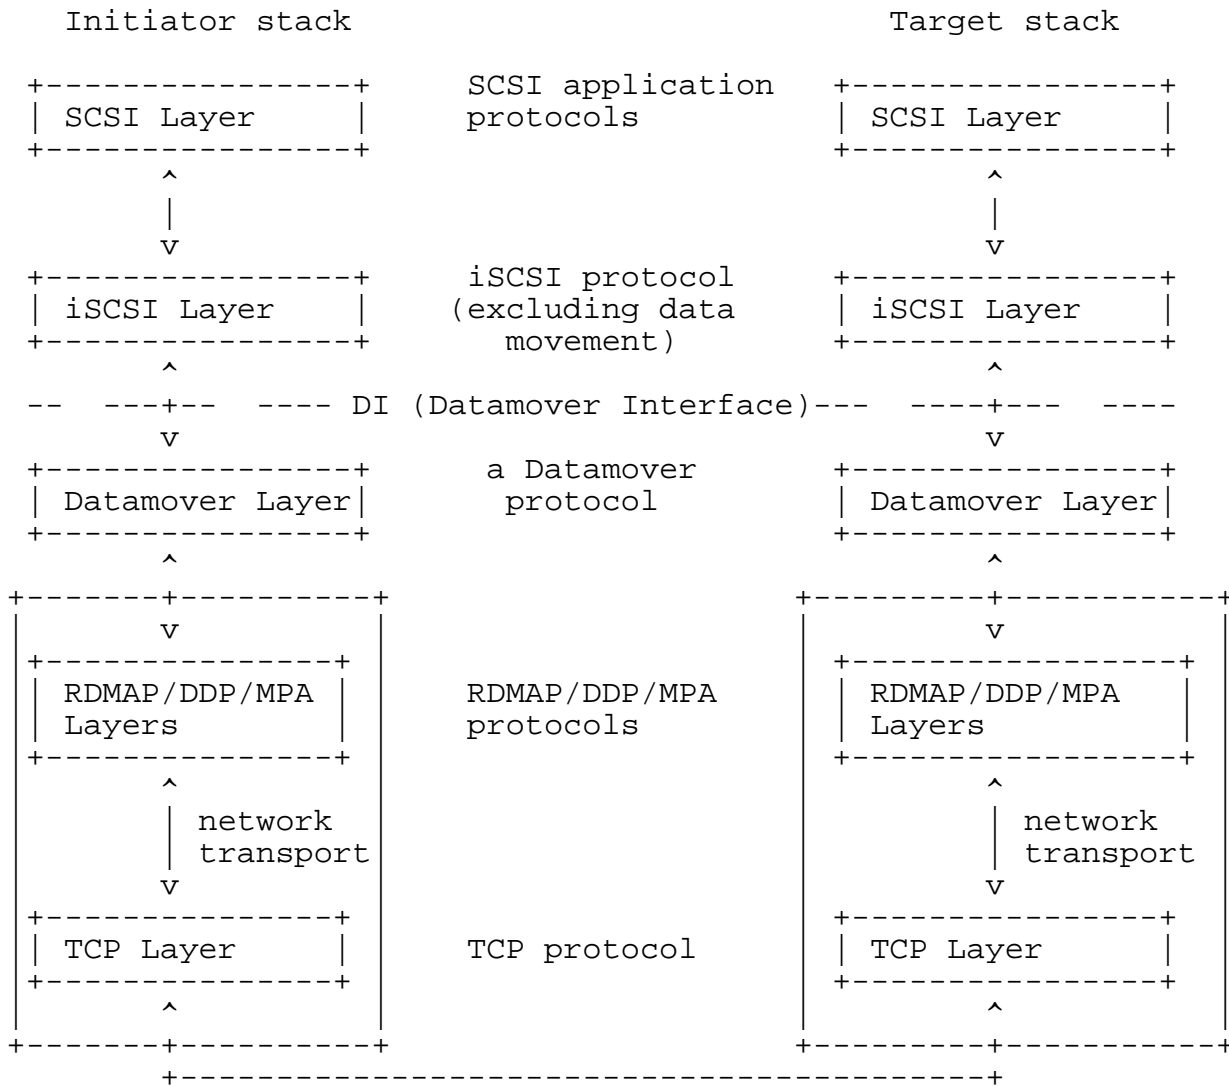 Initiator stack Target stack
SCSI application
SCSI Layer protocols SCSI Layer
iSCSI protocol
iSCSI Layer (excluding data iSCSI Layer
movement)
DI (Datamover Interface)
a Datamover
Datamover Layer protocol Datamover Layer
RDMAP/DDP/MPA RDMAP/DDP/MPA RDMAP/DDP/MPA
Layers protocols Layers
network network
transport transport
TCP Layer TCP protocol TCP Layer